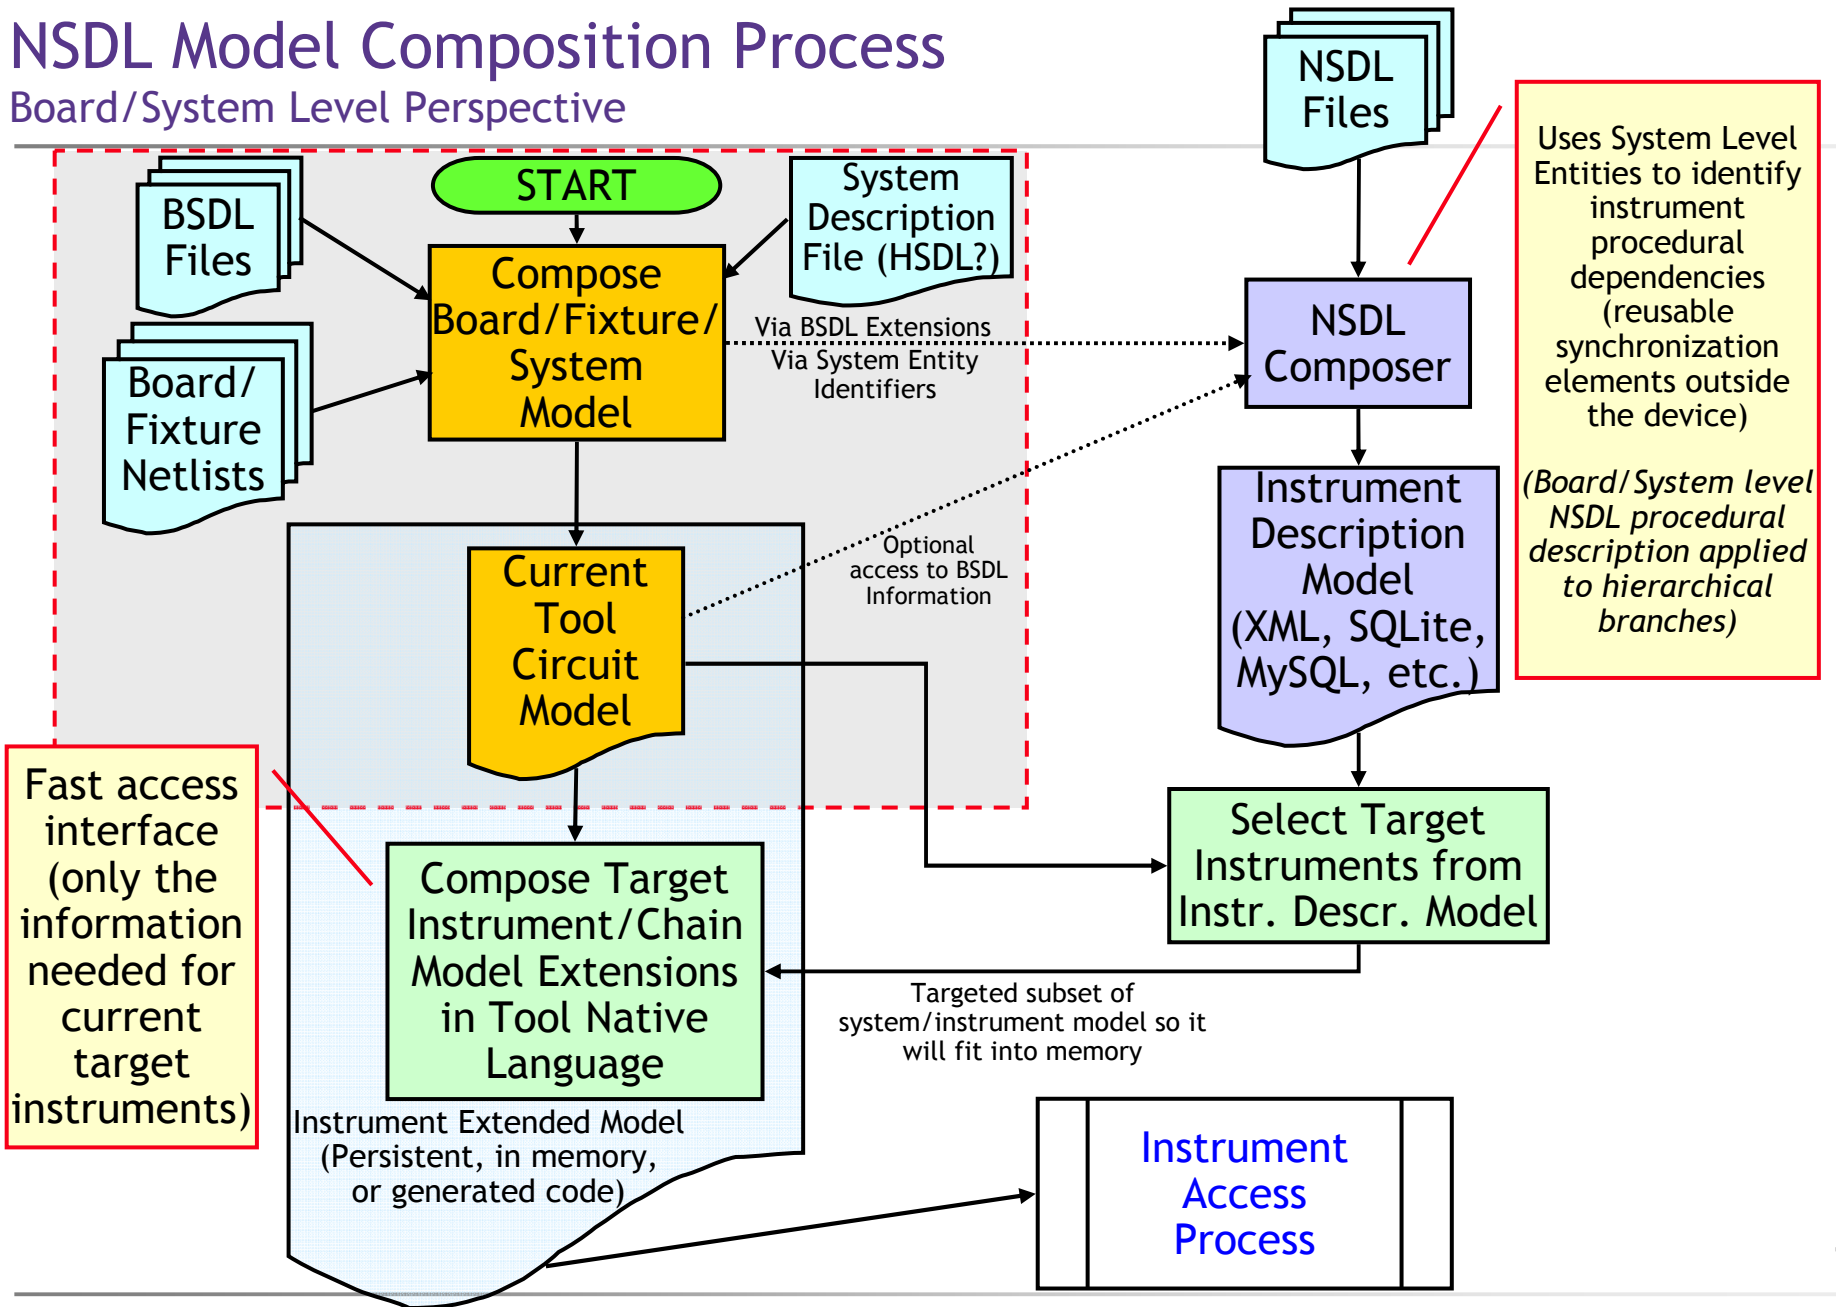 NSDL Model Composition Process
Board/System Level Perspective
NSDL
Files
START
BSDL
Files
System
Description
File (HSDL?)
Compose
Board/Fixture/
System
Model
Board/
Fixture
Netlists
Via BSDL Extensions
Via System Entity
Identifiers
NSDL
Composer
Uses System Level
Entities to identify
instrument
procedural
dependencies
(reusable
synchronization
elements outside
the device)
(Board/System level
NSDL procedural
description applied
to hierarchical
branches)
Instrument
Description
Model
(XML, SQLite,
MySQL, etc.)
Current
Tool
Circuit
Model
Optional
access to BSDL
Information
Fast access
interface
(only the
information
needed for
current
target
instruments)
Select Target
Instruments from
Instr. Descr. Model
Compose Target
Instrument/Chain
Model Extensions
in Tool Native
Language
Targeted subset of
system/instrument model so it
will fit into memory
Instrument Extended Model
(Persistent, in memory,
or generated code)
Instrument
Access
Process